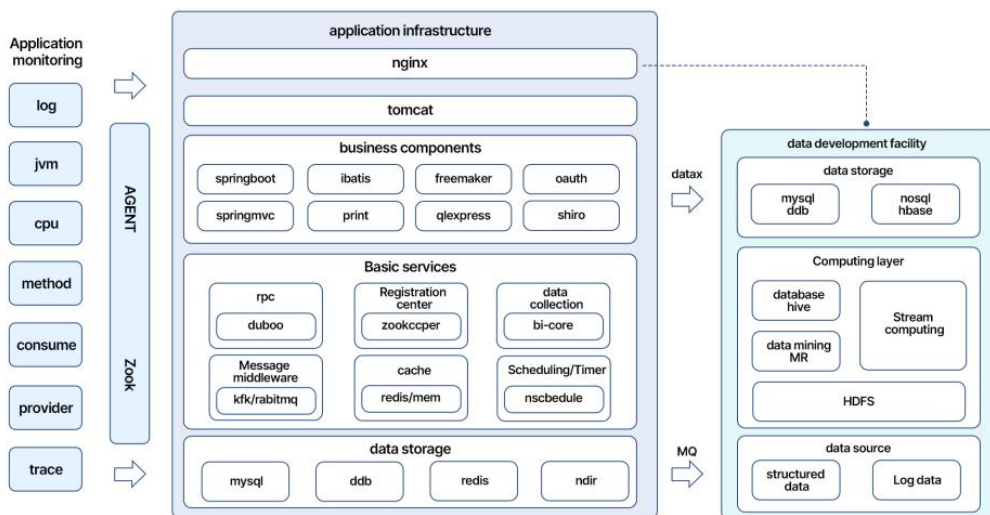 Application
monitoring
log
jvm
cpu
method
consume
provider
trace
AGENT
Zook
application infrastructure
nginx
tomcat
business components
springboot
ibatis
freemaker
oauth
springmvc
print
qlexpress
shiro
Basic services
rpc
duboo
Registration
center
zookccper
data
collection
bi-core
Message
middleware
kfk/rabitmq
cache
redis/mem
Scheduling/Timer
nscbedule
data storage
mysql
ddb
redis
ndir
datax
MQ
data development facility
data storage
mysql
ddb
nosql
hbase
Computing layer
database
hive
data mining
MR
Stream
computing
HDFS
data source
structured
data
Log data